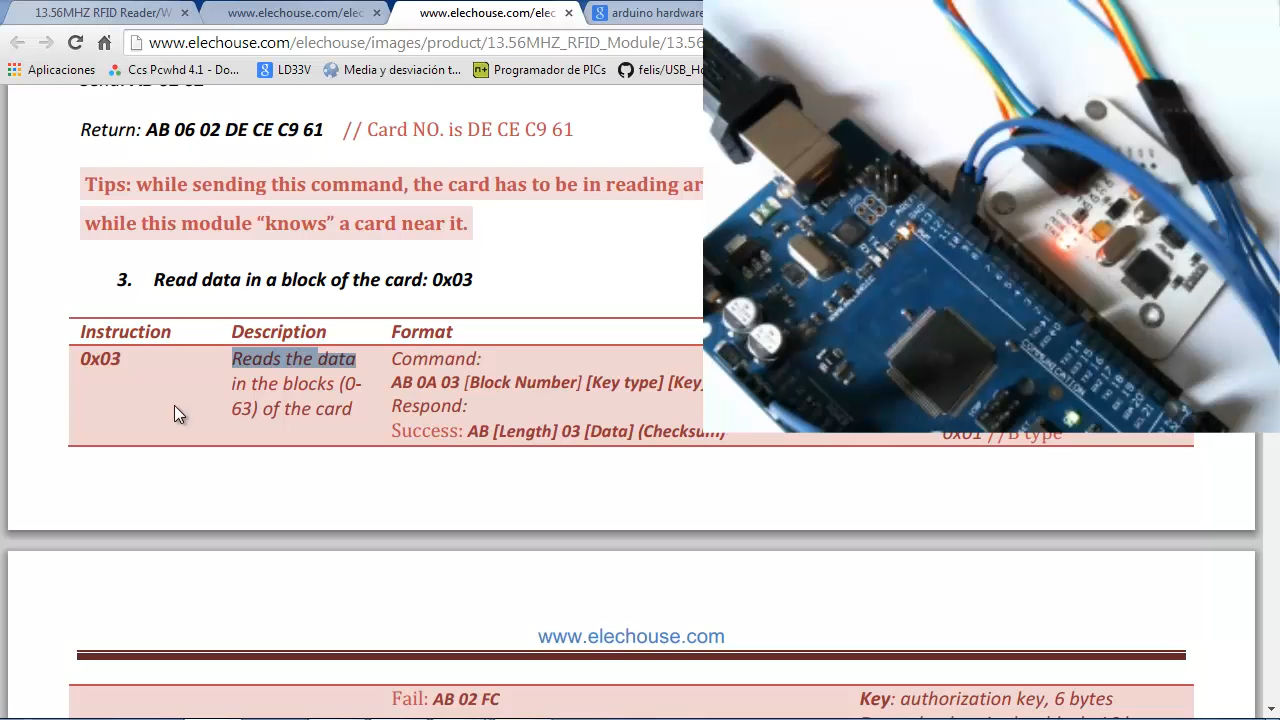 13.56MHZ RFID Reader/W
www.elechouse.com/elec
www.elechouse.com/elec
arduino hardware
www.elechouse.com/elechouse/images/product/13.56MHZ_RFID_Module/13.56
Aplicaciones
Ccs Pcwhd 4.1 - Do...
LD33V
Media y desviación t...
Programador de PICs
felis/USB_Ho
Return: AB 06 02 DE CE C9 61 // Card NO. is DE CE C9 61
Tips: while sending this command, the card has to be in reading ar
while this module “knows” a card near it.
3. Read data in a block of the card: 0x03
Instruction Description Format
0x03 Reads the data Command:
in the blocks (0- AB 0A 03 [Block Number] [Key type] [Key]
63) of the card Respond:
Success: AB [Length] 03 [Data] (Checksum)
0x01 //B type
www.elechouse.com
Fail: AB 02 FC Key: authorization key, 6 bytes
COMMUNICATION